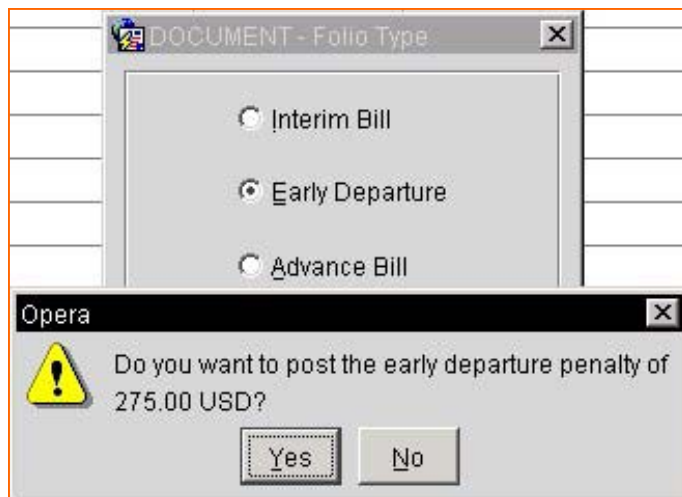 DOCUMENT - Folio Type
Interim Bill
Early Departure
Advance Bill
Opera
Do you want to post the early departure penalty of
275.00 USD?
Yes No